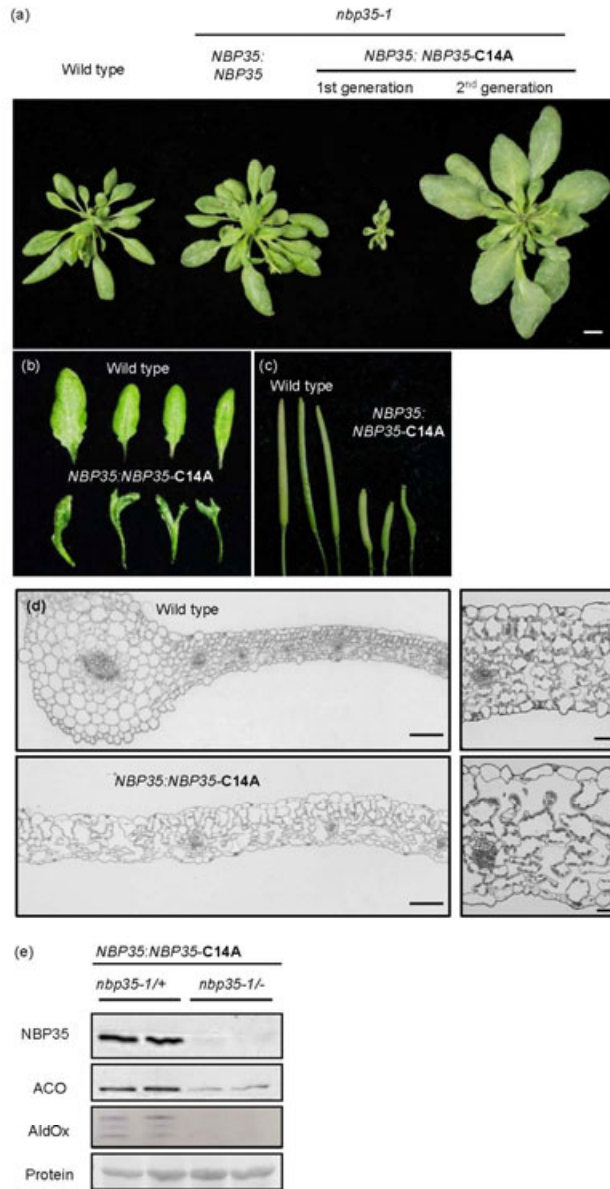 (a)
nbp35-1
Wild type
NBP35:
NBP35
NBP35: NBP35-C14A
1st generation
2nd generation
(b)
Wild type
NBP35:NBP35-C14A
(c)
Wild type
NBP35:
NBP35-C14A
(d)
Wild type
NBP35:NBP35-C14A
(e)
NBP35:NBP35-C14A
nbp35-1/+ nbp35-1/-
NBP35
ACO
AldOx
Protein